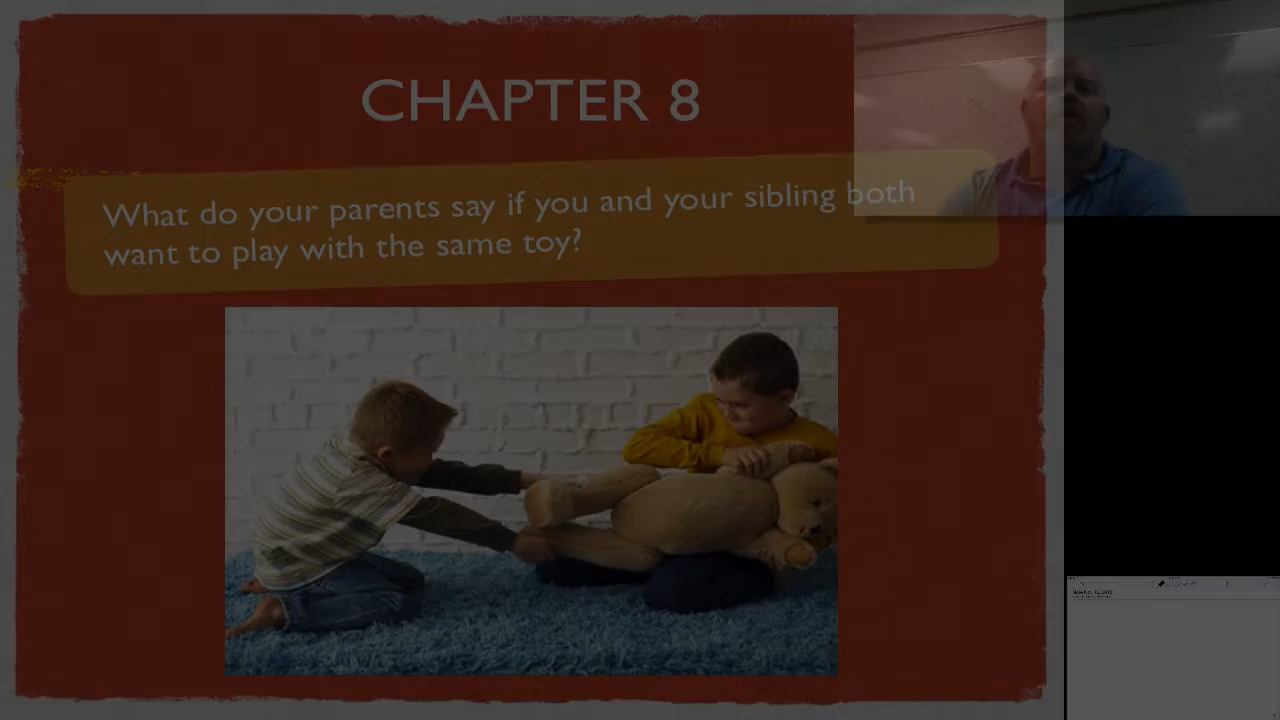 CHAPTER 8
What do your parents say if you and your sibling both
want to play with the same toy?